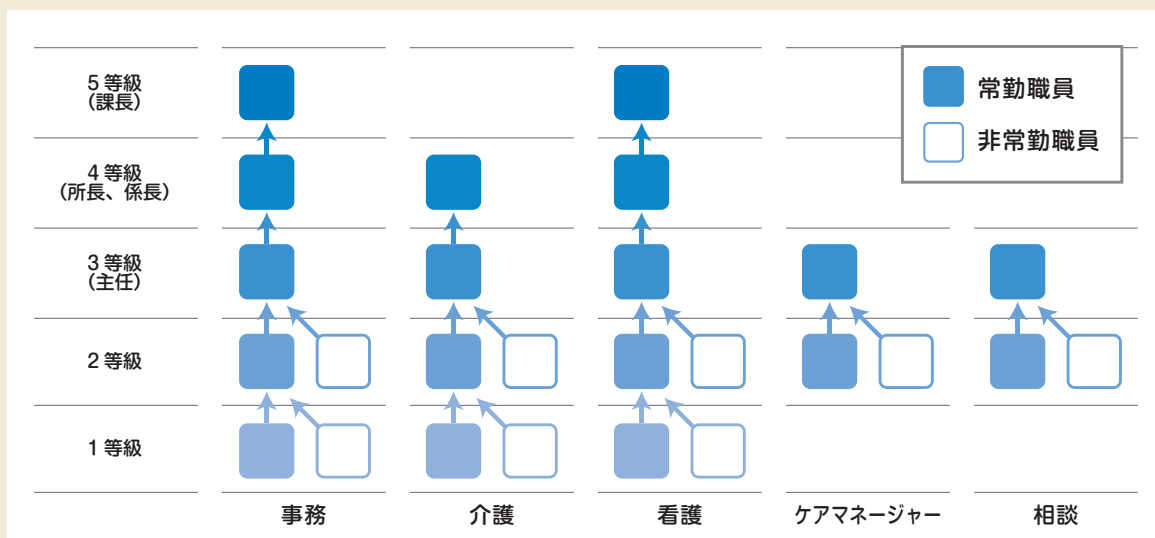 5等級
(課長)
4等級
(所長、係長)
3等級
(主任)
2等級
1等級
常勤職員
非常勤職員
事務
介護
看護
ケアマネージャー
相談